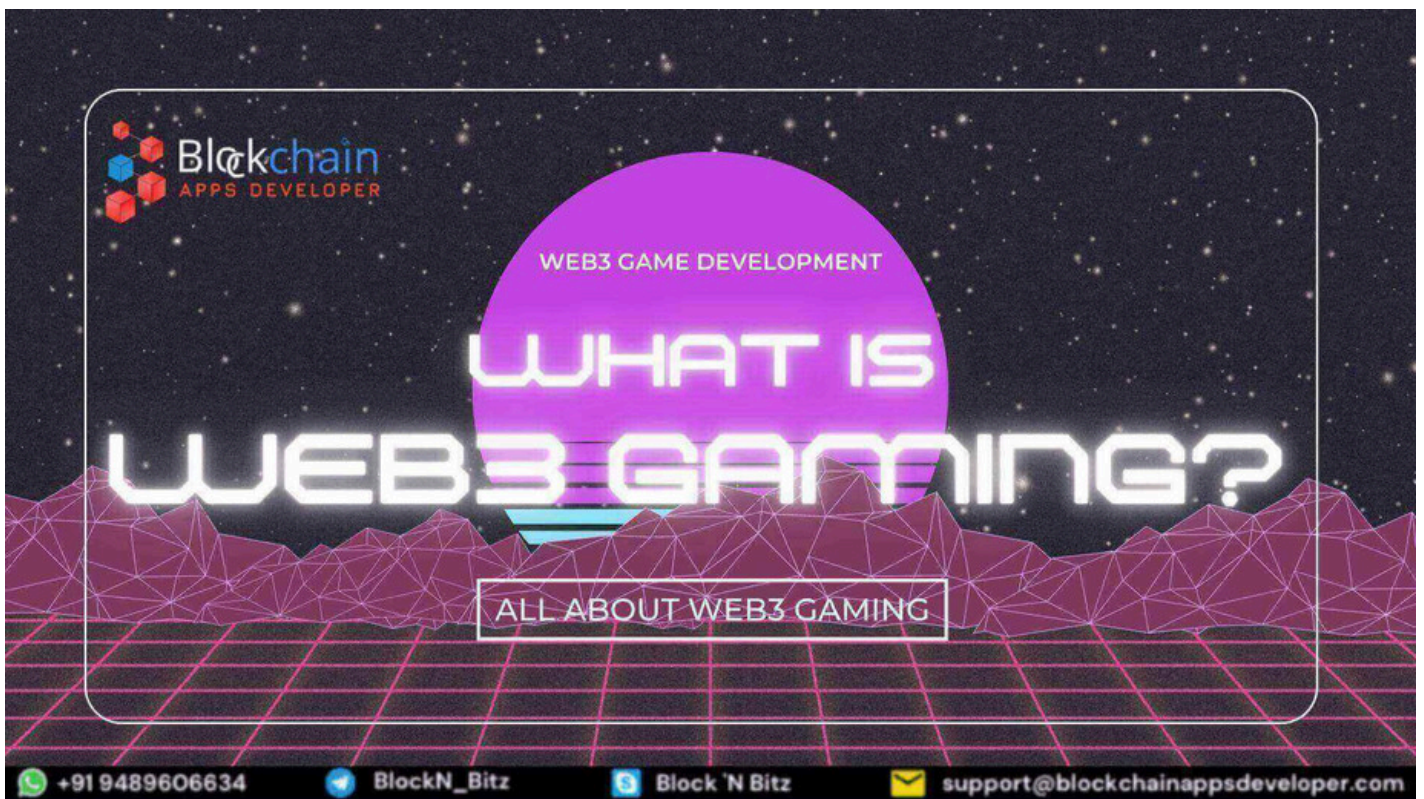 Blockchain
APPS DEVELOPER
WEB3 GAME DEVELOPMENT
WHAT IS
WEB3 GAMING?
ALL ABOUT WEB3 GAMING
+91 9489606634 BlockN_Bitz Block 'N Bitz support@blockchainappsdeveloper.com